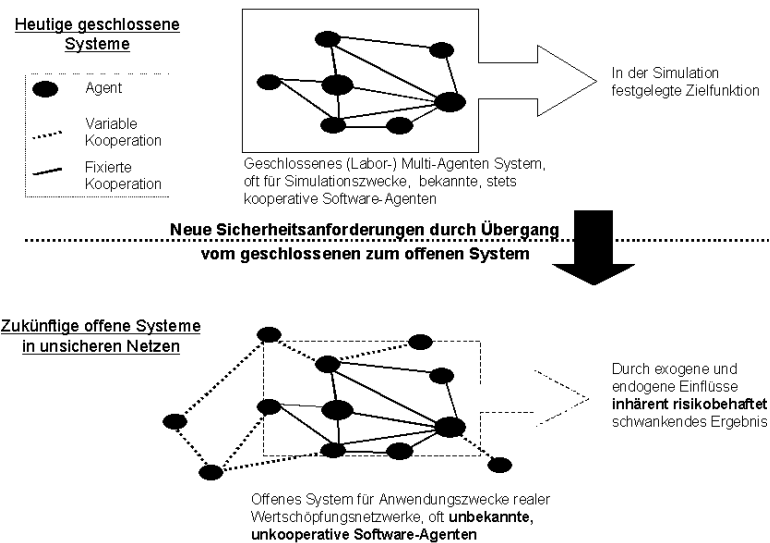 Heutige geschlossene
Systeme
Agent
Variable
Kooperation
Fixierte
Kooperation
In der Simulation
festgelegte Zielfunktion
Geschlossenes (Labor-) Multi-Agenten System,
oft für Simulationszwecke, bekannte, stets
kooperative Software-Agenten
Neue Sicherheitsanforderungen durch Übergang
vom geschlossenen zum offenen System
Zukünftige offene Systeme
in unsicheren Netzen
Durch exogene und
endogene Einflüsse
inhärent risikobehaftet
schwankendes Ergebnis
Offenes System für Anwendungszwecke realer
Wertschöpfungsnetzwerke, oft unbekannte,
unkooperative Software-Agenten